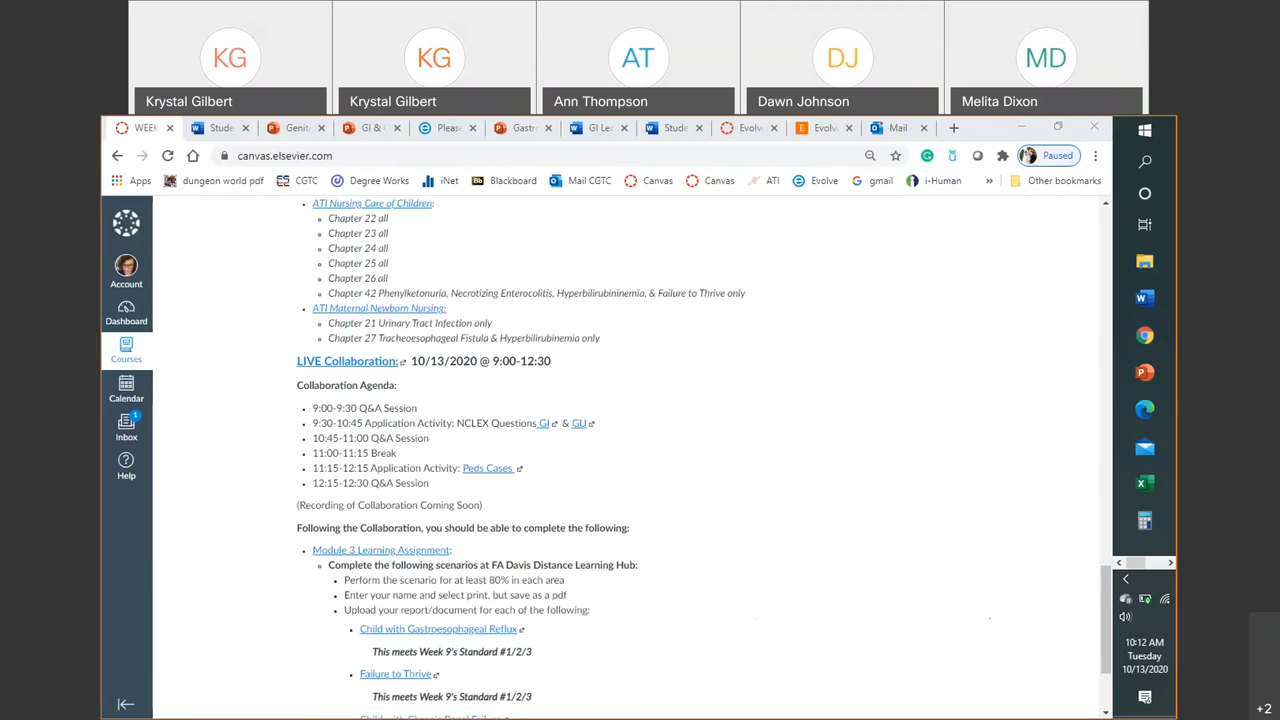 KG
KG
AT
DJ
MD
Krystal Gilbert
Krystal Gilbert
Ann Thompson
Dawn Johnson
Melita Dixon
WEEK
Stude
Genit
GI & C
Please
Gastro
GI Lec
Stude
Evolve
Evolve
Mail -
canvas.elsevier.com
Paused
Apps
dungeon world pdf
CGTC
Degree Works
iNet
Blackboard
Mail CGTC
Canvas
Canvas
ATI
Evolve
gmail
i-Human
»
Other bookmarks
Account
Dashboard
Courses
Calendar
1
Inbox
Help
ATI Nursing Care of Children:
Chapter 22 all
Chapter 23 all
Chapter 24 all
Chapter 25 all
Chapter 26 all
Chapter 42 Phenylketonuria, Necrotizing Enterocolitis, Hyperbilirubininemia, & Failure to Thrive only
ATI Maternal Newborn Nursing:
Chapter 21 Urinary Tract Infection only
Chapter 27 Tracheoesophageal Fistula & Hyperbilirubinemia only
LIVE Collaboration: 10/13/2020 @ 9:00-12:30
Collaboration Agenda:
9:00-9:30 Q&A Session
9:30-10:45 Application Activity: NCLEX Questions GI & GU
10:45-11:00 Q&A Session
11:00-11:15 Break
11:15-12:15 Application Activity: Peds Cases
12:15-12:30 Q&A Session
(Recording of Collaboration Coming Soon)
Following the Collaboration, you should be able to complete the following:
Module 3 Learning Assignment:
Complete the following scenarios at FA Davis Distance Learning Hub:
Perform the scenario for at least 80% in each area
Enter your name and select print, but save as a pdf
Upload your report/document for each of the following:
Child with Gastroesophageal Reflux
This meets Week 9's Standard #1/2/3
Failure to Thrive
This meets Week 9's Standard #1/2/3
Child with Chronic Renal Failure
10:12 AM
Tuesday
10/13/2020
+2